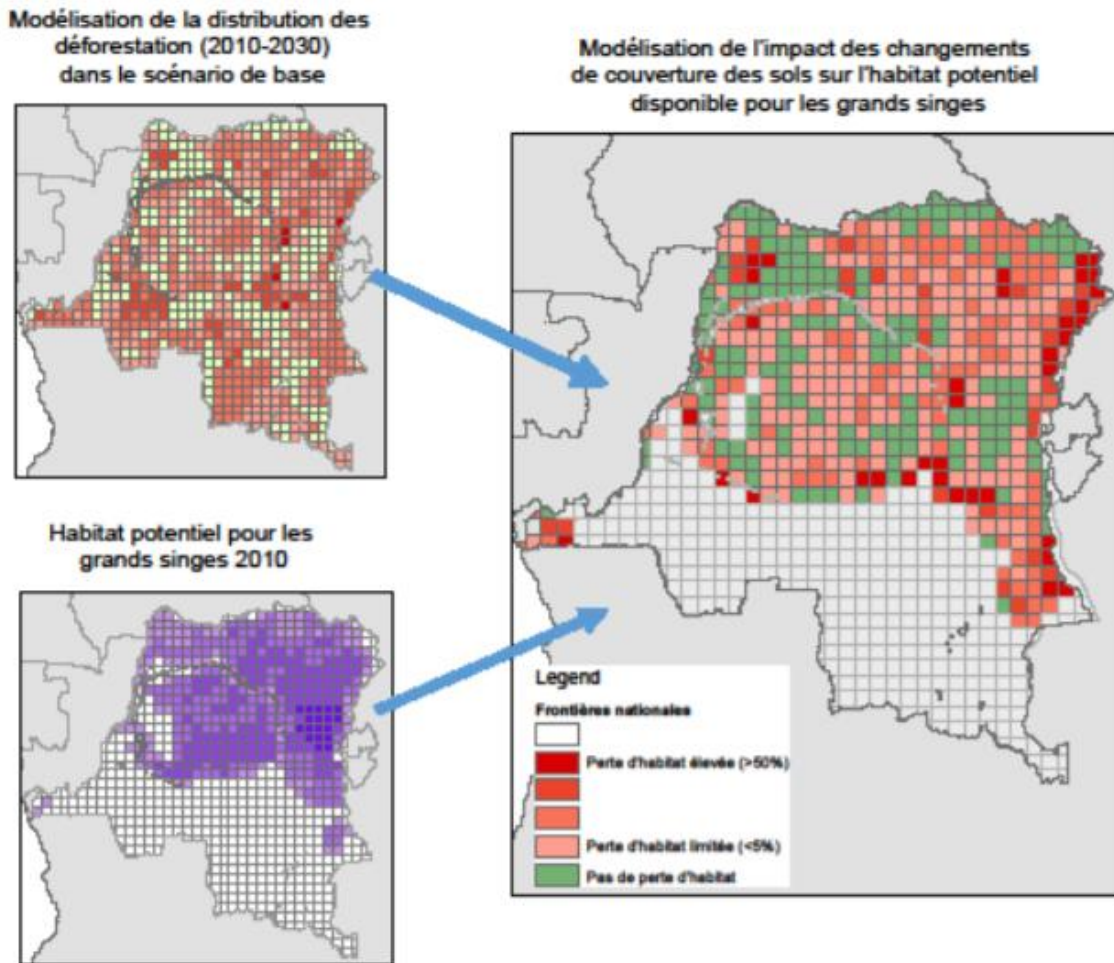 Modélisation de la distribution des
déforestation (2010-2030)
dans le scénario de base
Modélisation de l'impact des changements
de couverture des sols sur l'habitat potentiel
disponible pour les grands singes
Habitat potentiel pour les
grands singes 2010
Legend
Frontières nationales
Perte d'habitat élevée (>50%)
Perte d'habitat limitée (<5%)
Pas de perte d'habitat